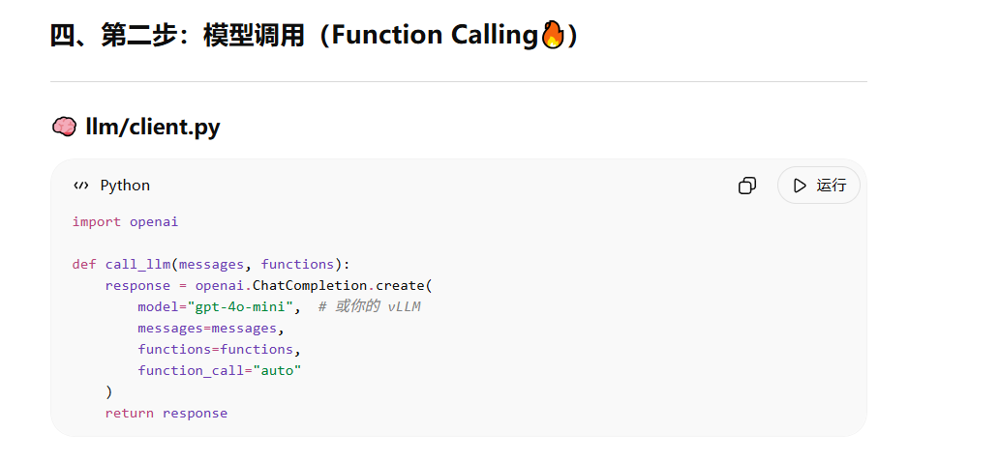 四、第二步：模型调用（Function Calling🔥）
🧠 llm/client.py
Python
运行
import openai
def call_llm(messages, functions):
    response = openai.ChatCompletion.create(
        model="gpt-4o-mini",  # 或你的 vLLM
        messages=messages,
        functions=functions,
        function_call="auto"
    )
    return response